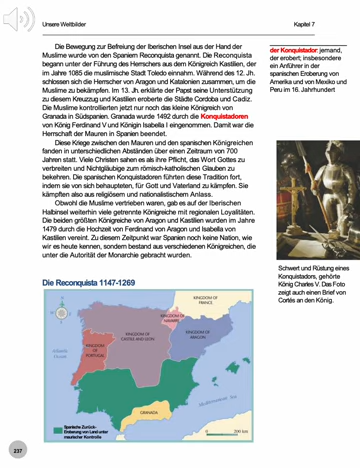 Unsere Weltbilder
Kapitel 7
Die Bewegung zur Befreiung der iberischen Insel aus der Hand der
Muslime wurde von den Spaniern Reconquista genannt. Die Reconquista
begann unter der Führung des Herrschers aus dem Königreich Kastilien, der
im Jahre 1085 die muslimische Stadt Toledo einnahm. Während des 12. Jh.
schlossen sich die Herrscher von Aragon und Katalonien zusammen, um die
Muslime zu bekämpfen. Im 13. Jh. erklärte der Papst seine Unterstützung
zu diesem Kreuzzug und Kastilien eroberte die Städte Cordoba und Cadiz.
Die Muslime kontrollierten jetzt nur noch das kleine Königreich von
Granada in Südspanien. Granada wurde 1492 durch die Konquistadoren
von König Ferdinand V und Königin Isabella I eingenommen. Damit war die
Herrschaft der Mauren in Spanien beendet.
Diese Kriege zwischen den Mauren und den spanischen Königreichen
fanden in unterschiedlichen Abständen über einen Zeitraum von 700
Jahren statt. Viele Christen sahen es als ihre Pflicht, das Wort Gottes zu
verbreiten und Nichtgläubige zum römisch-katholischen Glauben zu
bekehren. Die spanischen Konquistadoren führten diese Tradition fort,
indem sie von sich behaupteten, für Gott und Vaterland zu kämpfen. Sie
kämpften also aus religiösem und nationalistischem Anlass.
Obwohl die Muslime vertrieben waren, gab es auf der Iberischen
Halbinsel weiterhin viele getrennte Königreiche mit regionalen Loyalitäten.
Die beiden größten Königreiche von Aragon und Kastilien wurden im Jahre
1479 durch die Hochzeit von Ferdinand von Aragon und Isabella von
Kastilien vereint. Zu diesem Zeitpunkt war Spanien noch keine Nation, wie
wir es heute kennen, sondern bestand aus verschiedenen Königreichen, die
unter die Autorität der Monarchie gebracht wurden.
der Konquistador: jemand,
der erobert; insbesondere
ein Anführer in der
spanischen Eroberung von
Amerika und von Mexiko und
Peru im 16. Jahrhundert
Schwert und Rüstung eines
Konquistadors, gehörte
König Charles V. Das Foto
zeigt auch einen Brief von
Cortés an den König.
Die Reconquista 1147-1269
KINGDOM OF
FRANCE
KINGDOM OF
NAVARRE
KINGDOM OF
ARAGON
KINGDOM OF
CASTILE AND LEON
KINGDOM
OF
PORTUGAL
Atlantic
Ocean
Mediterranean Sea
GRANADA
Spanische Zurück-
Eroberung von Land unter
maurischer Kontrolle
0
200 km
237